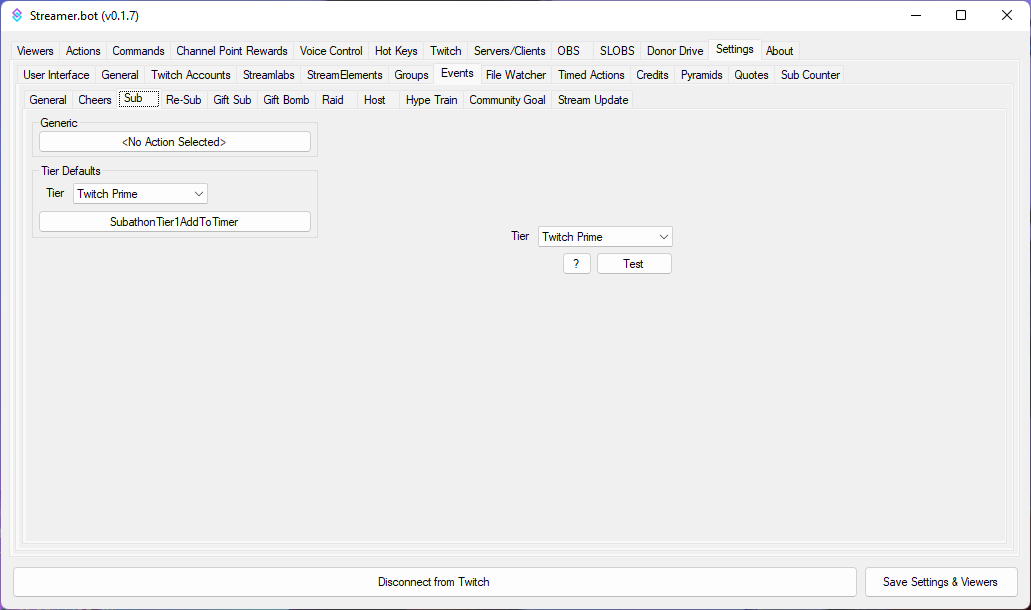 Streamer.bot (v0.1.7)
Viewers Actions Commands Channel Point Rewards Voice Control Hot Keys Twitch Servers/Clients OBS SLOBS Donor Drive Settings About
User Interface General Twitch Accounts Streamlabs StreamElements Groups Events File Watcher Timed Actions Credits Pyramids Quotes Sub Counter
General Cheers Sub Re-Sub Gift Sub Gift Bomb Raid Host Hype Train Community Goal Stream Update
Generic
<No Action Selected>
Tier Defaults
Tier Twitch Prime
SubathonTier1AddToTimer
Tier Twitch Prime
? Test
Disconnect from Twitch Save Settings & Viewers